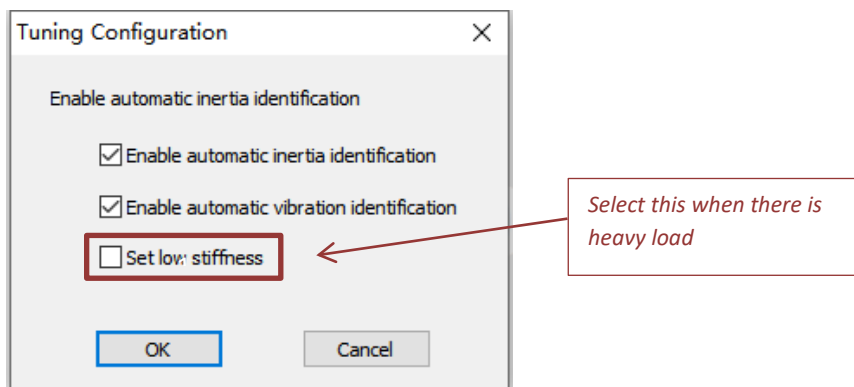 Tuning Configuration
Enable automatic inertia identification
Enable automatic inertia identification
Enable automatic vibration identification
Set low stiffness
Select this when there is
heavy load
OK
Cancel